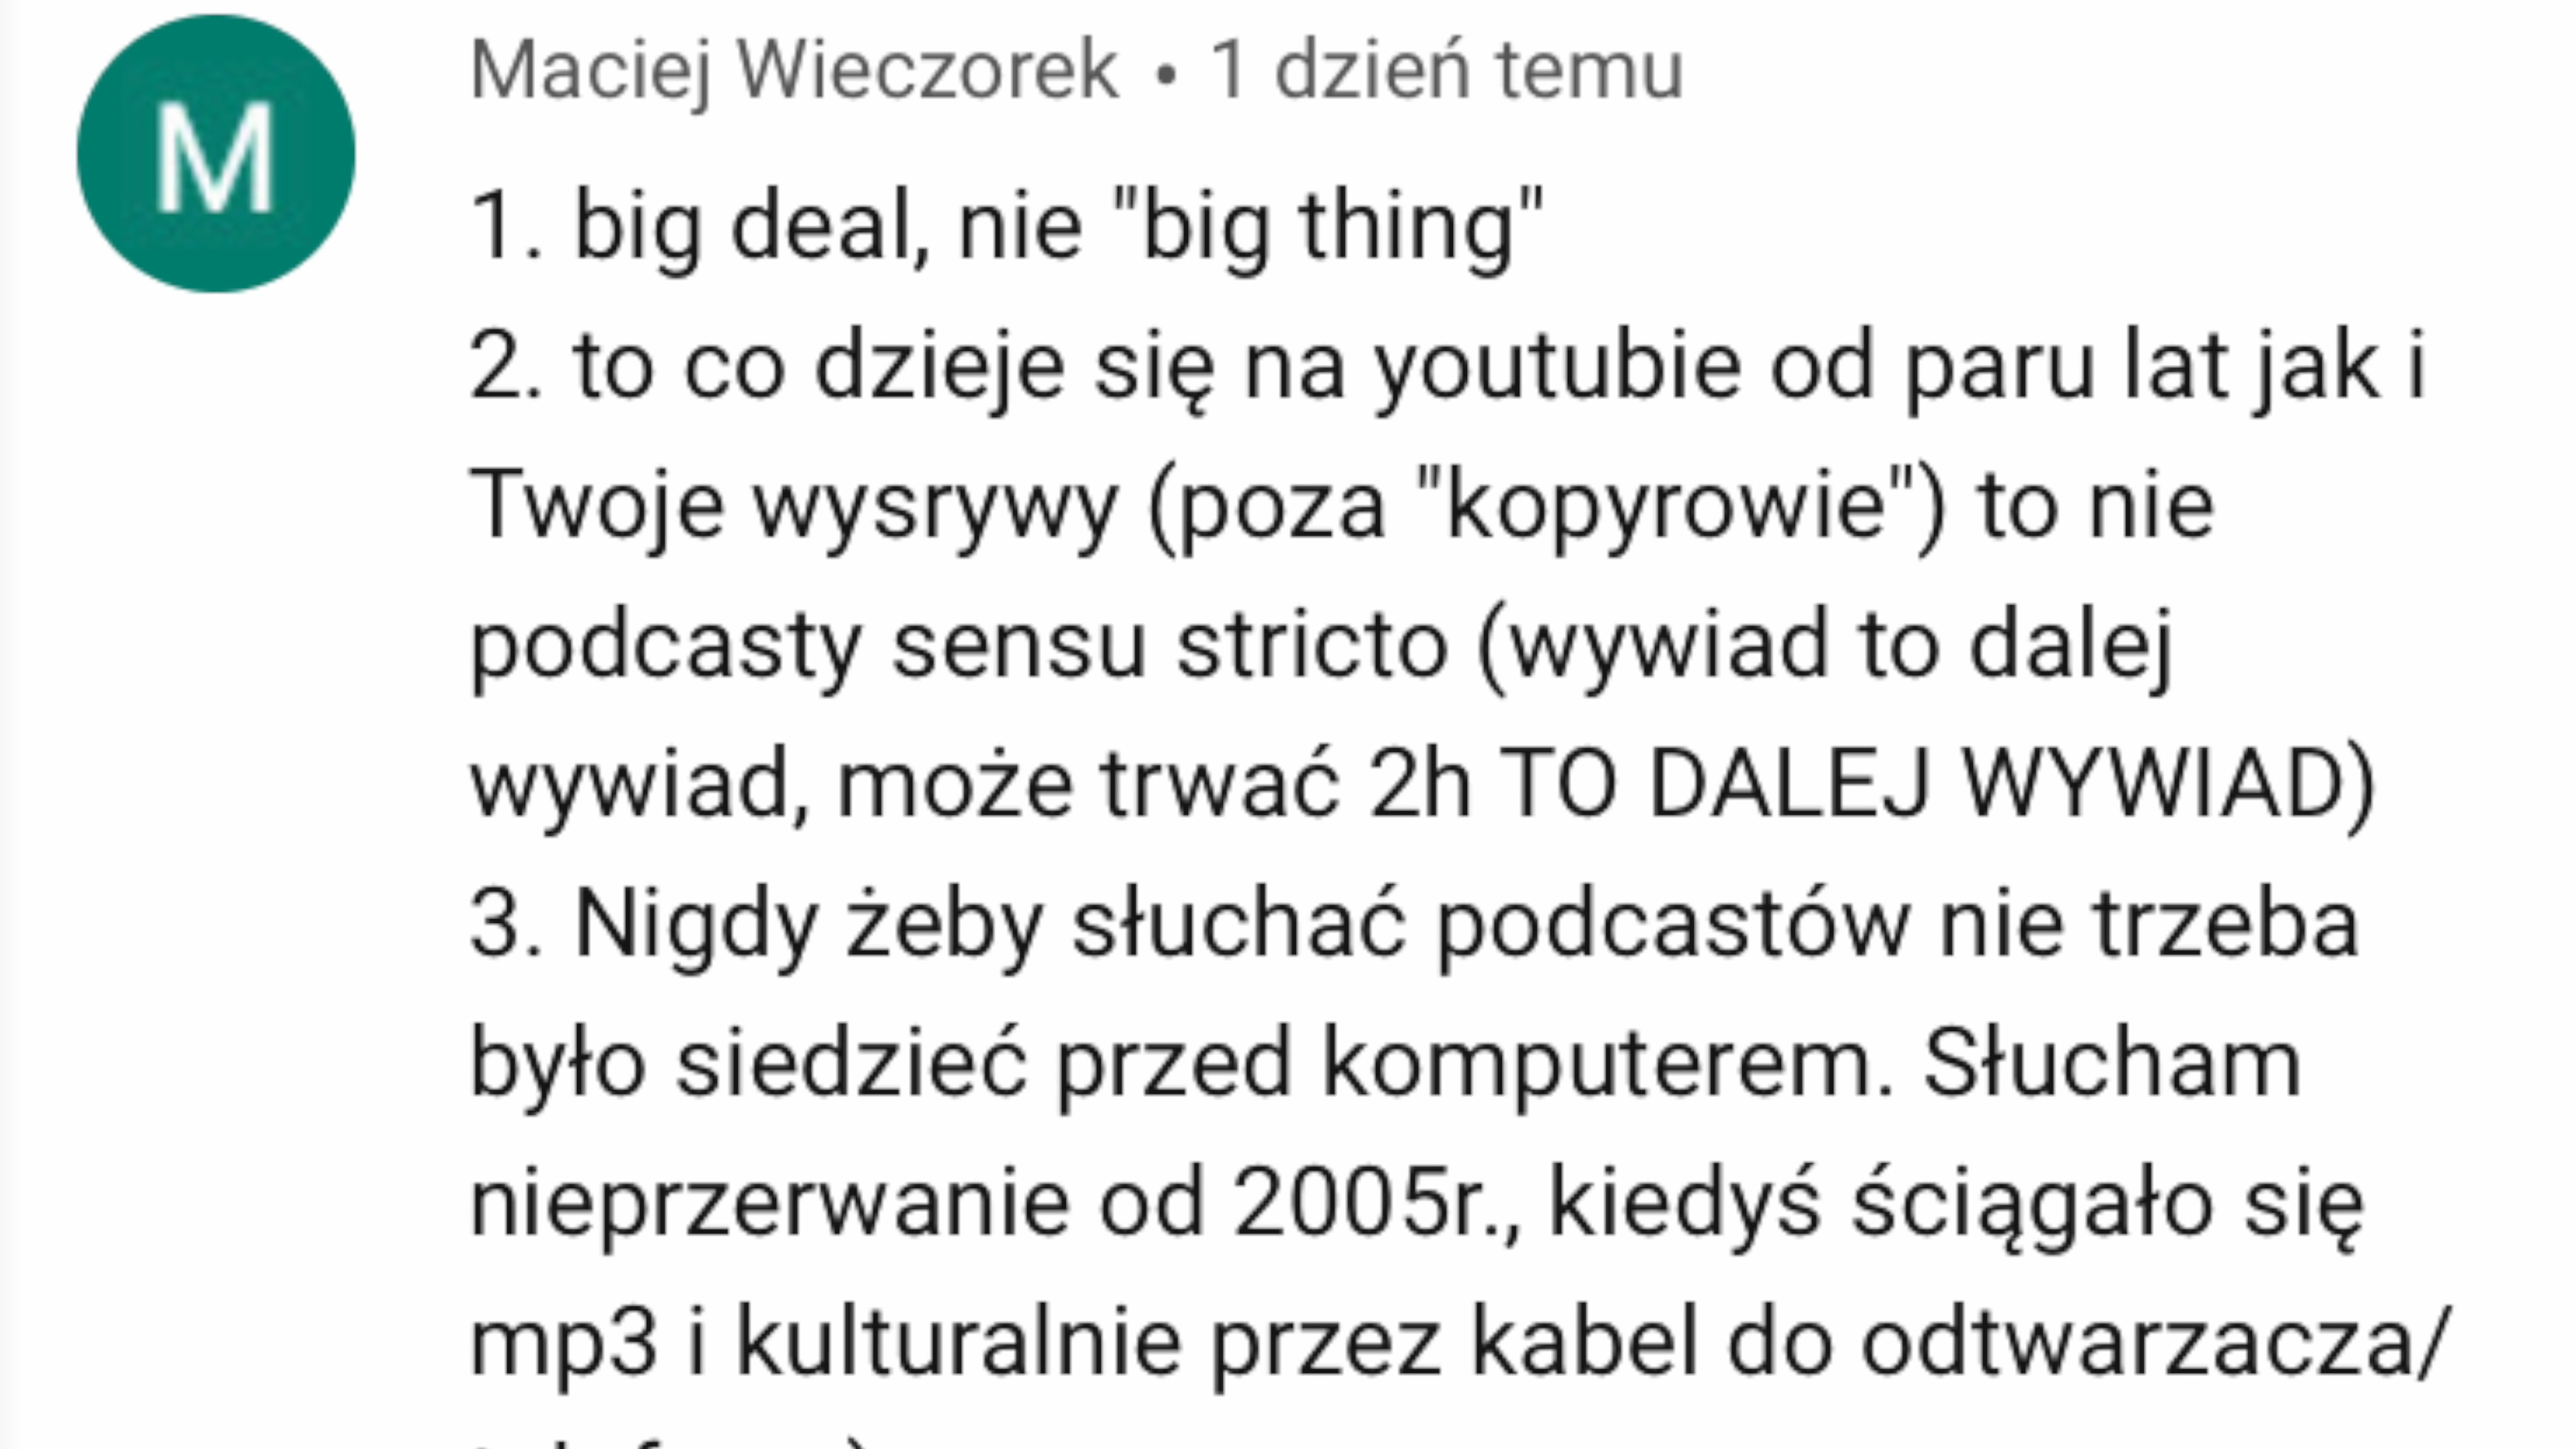 M
Maciej Wieczorek • 1 dzień temu
1. big deal, nie "big thing"
2. to co dzieje się na youtubie od paru lat jak i
Twoje wysrywy (poza "kopyrowie") to nie
podcasty sensu stricto (wywiad to dalej
wywiad, może trwać 2h TO DALEJ WYWIAD)
3. Nigdy żeby słuchać podcastów nie trzeba
było siedzieć przed komputerem. Słucham
nieprzerwanie od 2005r., kiedyś ściągało się
mp3 i kulturalnie przez kabel do odtwarzacza/